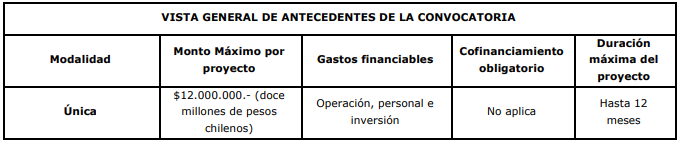 VISTA GENERAL DE ANTECEDENTES DE LA CONVOCATORIA
Modalidad
Monto Máximo por
proyecto
Gastos financiables
Cofinanciamiento
obligatorio
Duración
máxima del
proyecto
Única
$12.000.000.- (doce
millones de pesos
chilenos)
Operación, personal e
inversión
No aplica
Hasta 12
meses